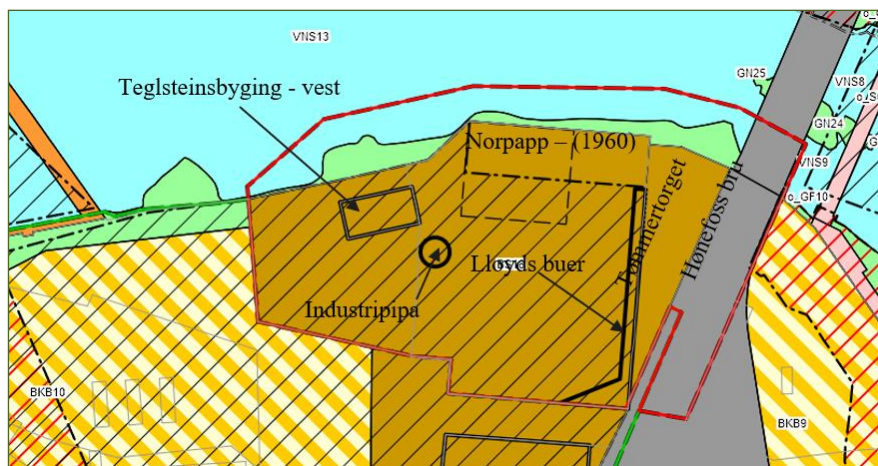 VNS13
GN25
VNS8
Teglsteinsbyging - vest
GN24
Norpapp – (1960)
VNS9
Tømmertorget
Hønefoss bru
o_GF10
Lloyds buer
Industripipa
BKB10
BKB9